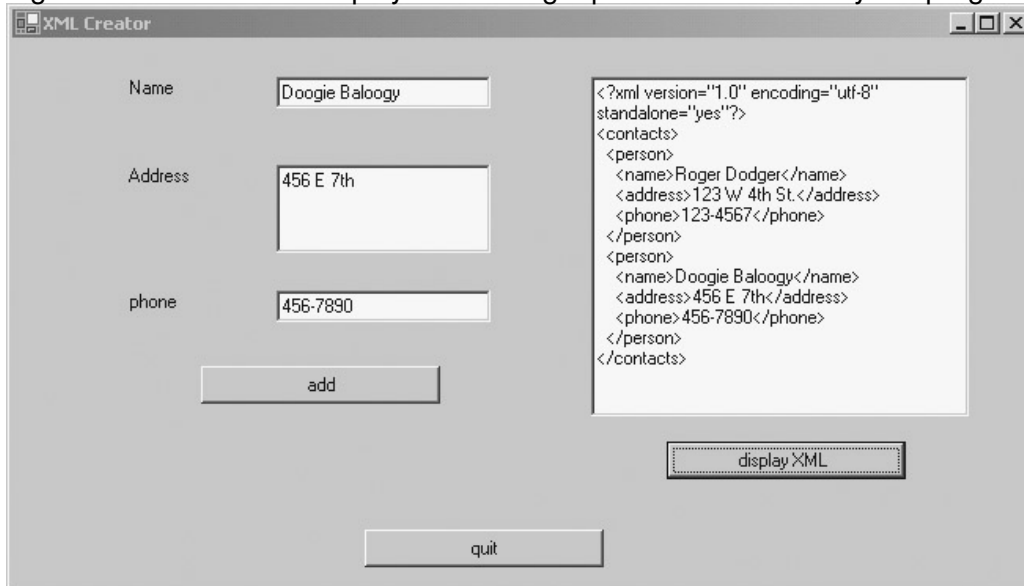 XML Creator
Name
Doogie Baloogy
Address
456 E 7th
phone
456-7890
add
<?xml version="1.0" encoding="utf-8"
standalone="yes"?>
<contacts>
<person>
<name>Roger Dodger</name>
<address>123 W 4th St.</address>
<phone>123-4567</phone>
</person>
<person>
<name>Doogie Baloogy</name>
<address>456 E 7th</address>
<phone>456-7890</phone>
</person>
</contacts>
display XML
quit